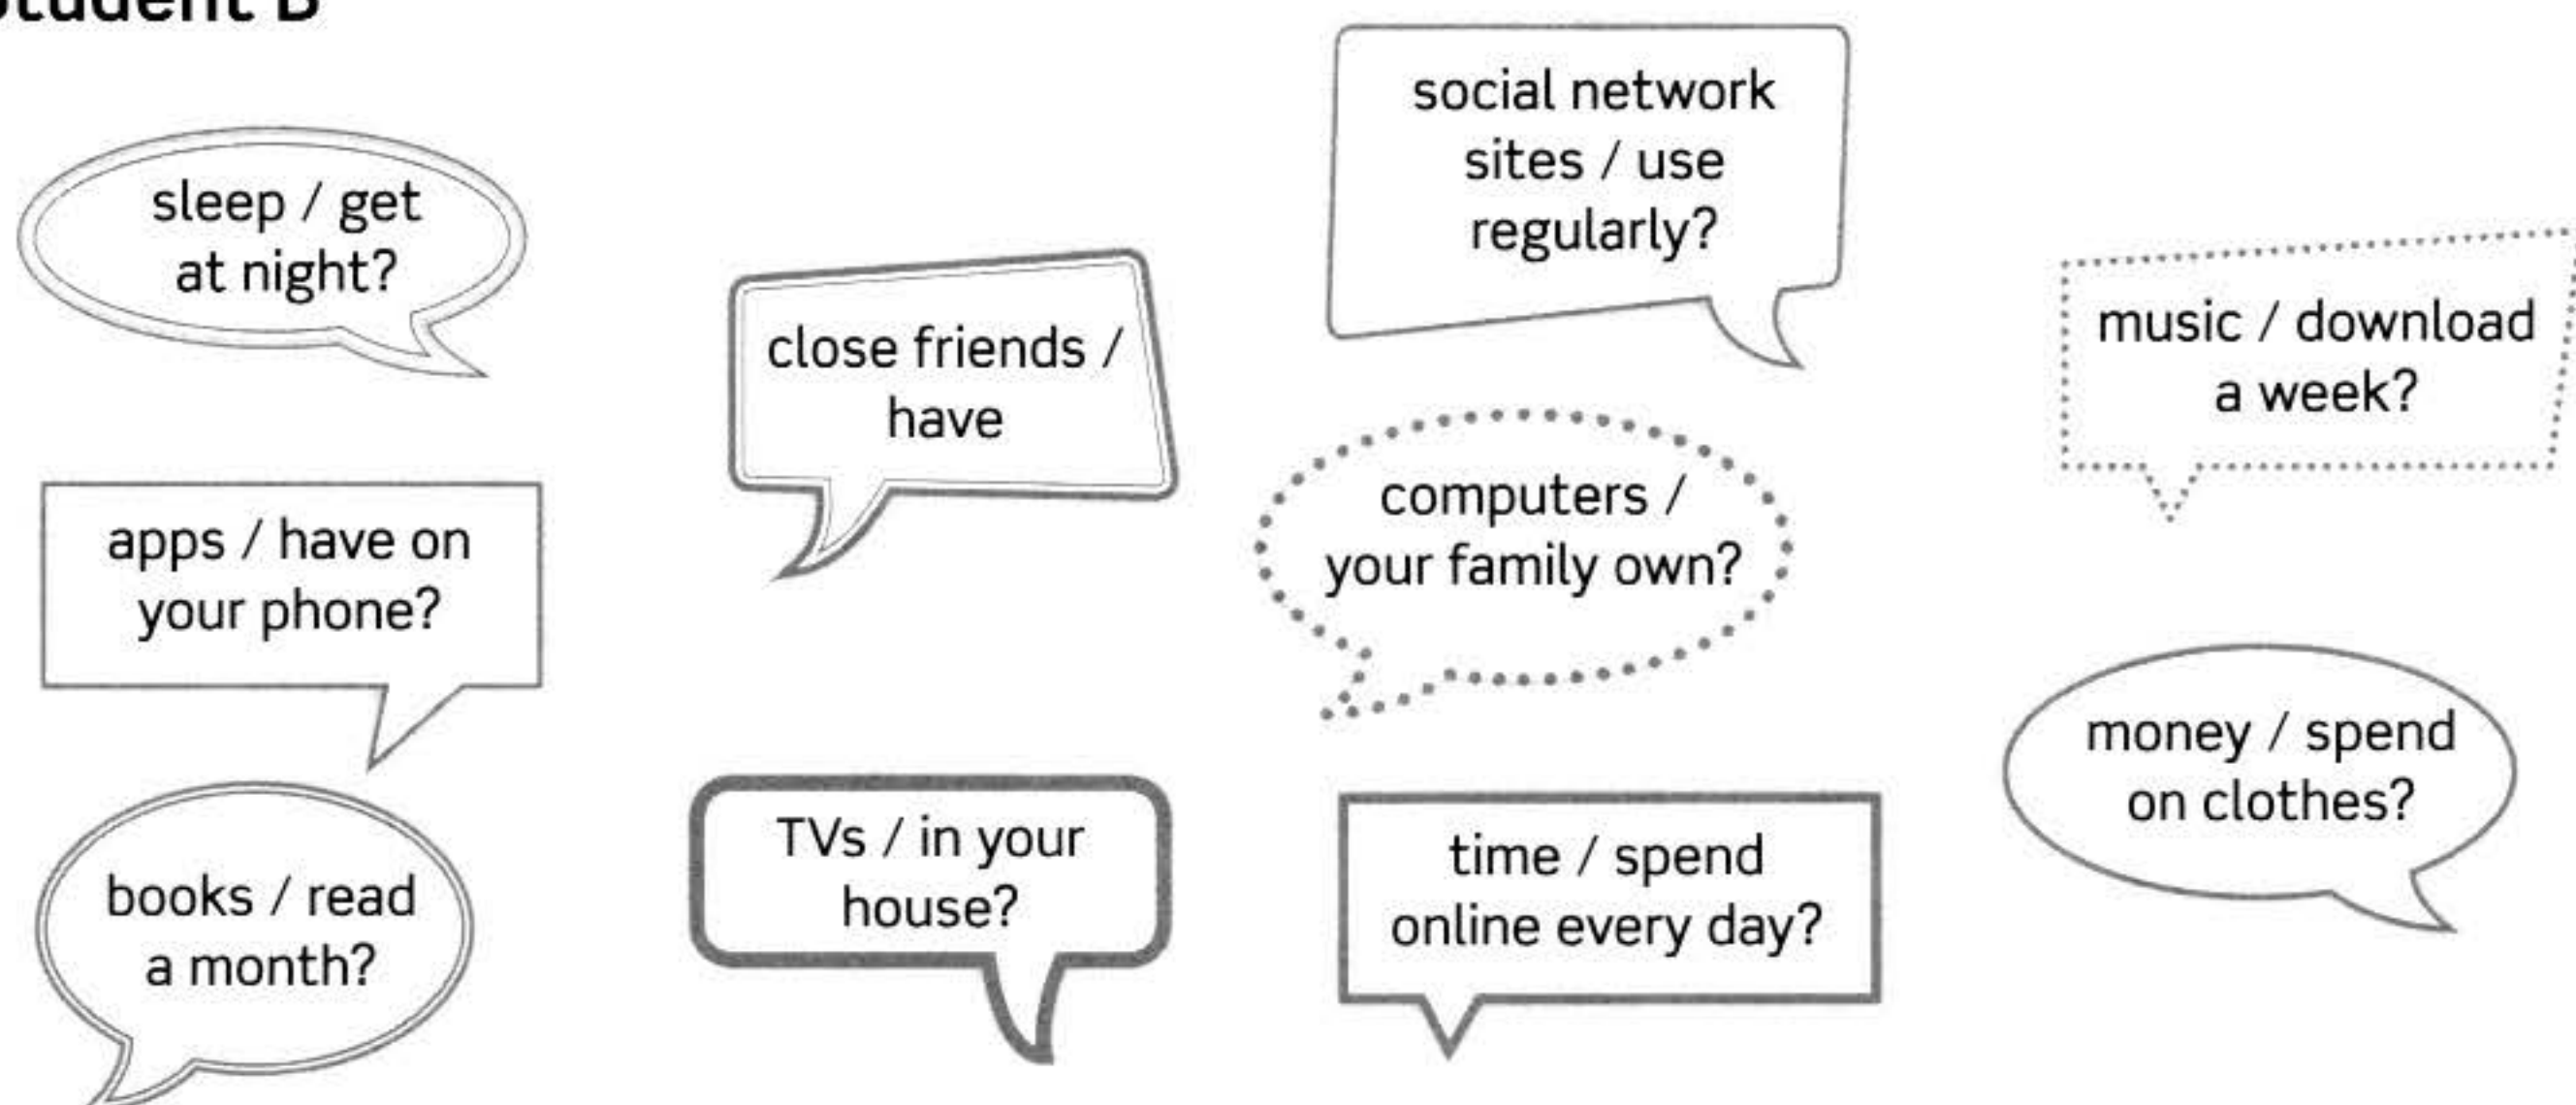 Student B
sleep / get
at night?
apps / have on
your phone?
books / read
a month?
close friends /
have
TVs / in your
house?
social network
sites / use
regularly?
computers /
your family own?
time / spend
online every day?
music / download
a week?
money / spend
on clothes?